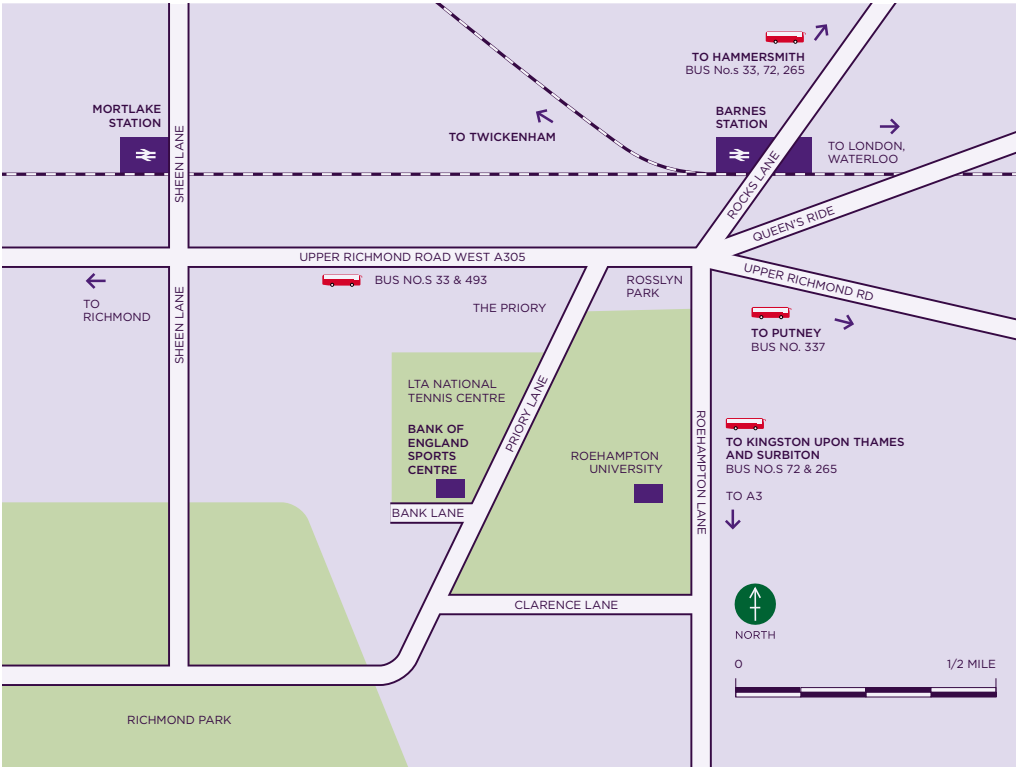 TO HAMMERSMITH
BUS No.s 33, 72, 265
MORTLAKE
STATION
SHEEN LANE
TO TWICKENHAM
BARNES
STATION
TO LONDON,
WATERLOO
ROCKS LANE
QUEEN'S RIDE
UPPER RICHMOND ROAD WEST A305
UPPER RICHMOND RD
BUS NO.S 33 & 493
TO
RICHMOND
SHEEN LANE
THE PRIORY
ROSSLYN
PARK
TO PUTNEY
BUS NO. 337
LTA NATIONAL
TENNIS CENTRE
PRIORY LANE
BANK OF
ENGLAND
SPORTS
CENTRE
ROEHAMPTON
UNIVERSITY
ROEHAMPTON LANE
TO KINGSTON UPON THAMES
AND SURBITON
BUS NO.S 72 & 265
TO A3
BANK LANE
CLARENCE LANE
NORTH
0
1/2 MILE
RICHMOND PARK